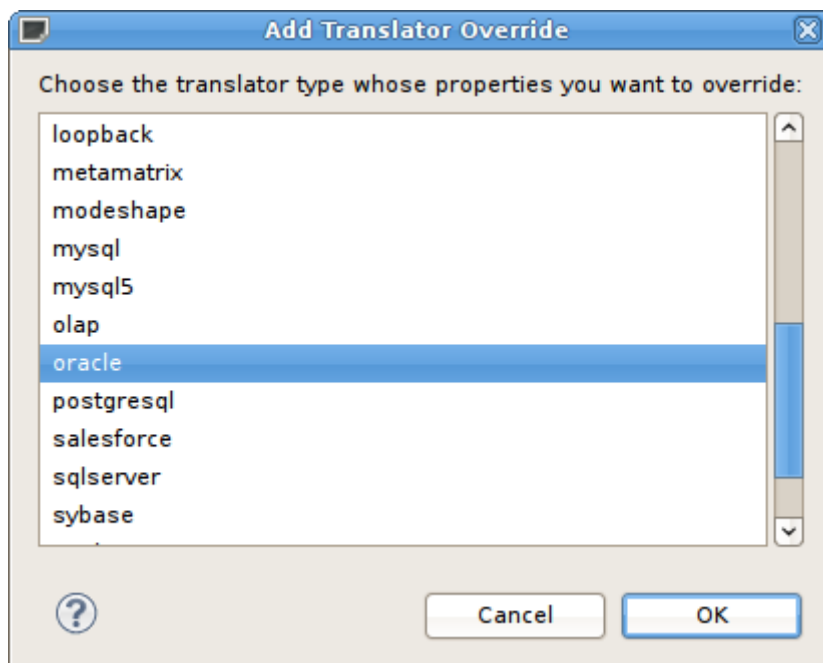 Add Translator Override
Choose the translator type whose properties you want to override:
loopback
metamatrix
modeshape
mysql
mysql5
olap
oracle
postgresql
salesforce
sqlserver
sybase
Cancel
OK